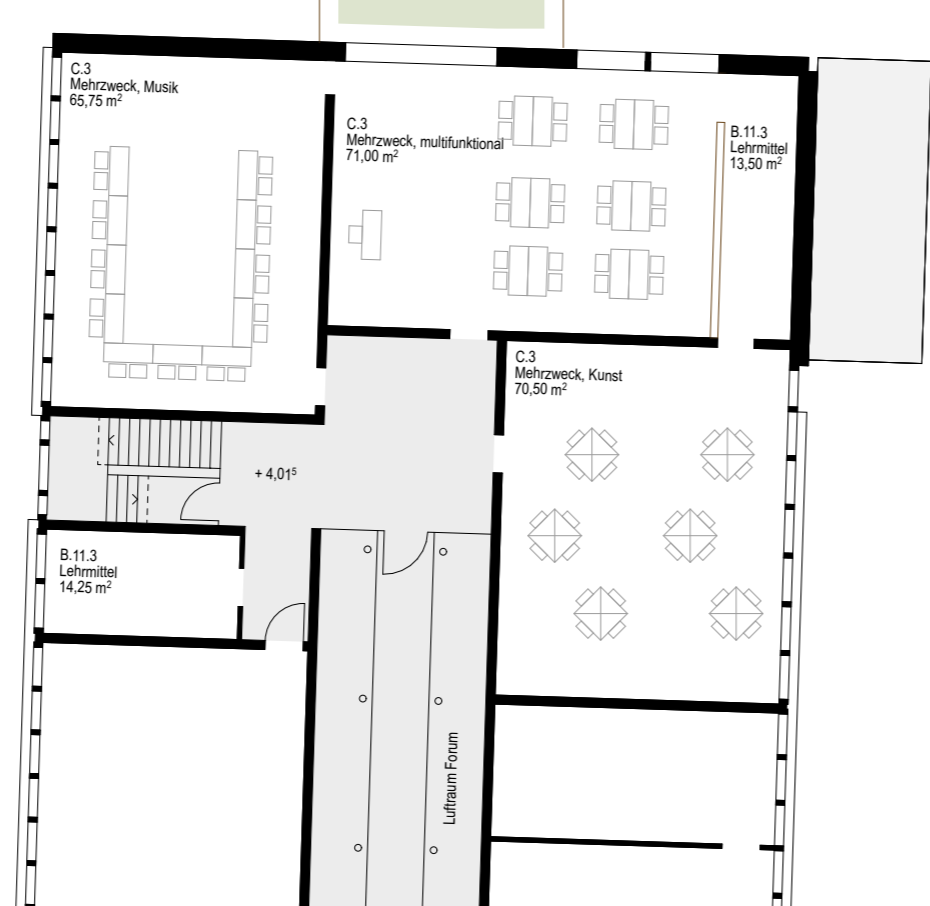 C.3
Mehrzweck, Musik
65,75 m²
C.3
Mehrzweck, multifunktional
71,00 m²
B.11.3
Lehrmittel
13,50 m²
C.3
Mehrzweck, Kunst
70,50 m²
+ 4,01⁵
B.11.3
Lehrmittel
14,25 m²
Luftraum Forum